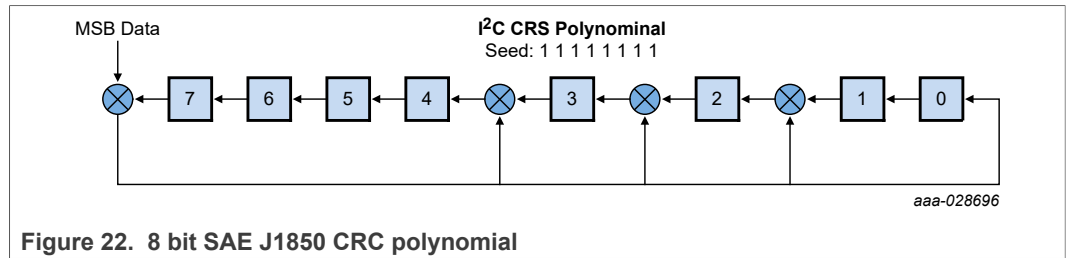 MSB Data
I²C CRS Polynominal
Seed: 1 1 1 1 1 1 1 1
7 6 5 4 3 2 1 0
aaa-028696
Figure 22. 8 bit SAE J1850 CRC polynomial